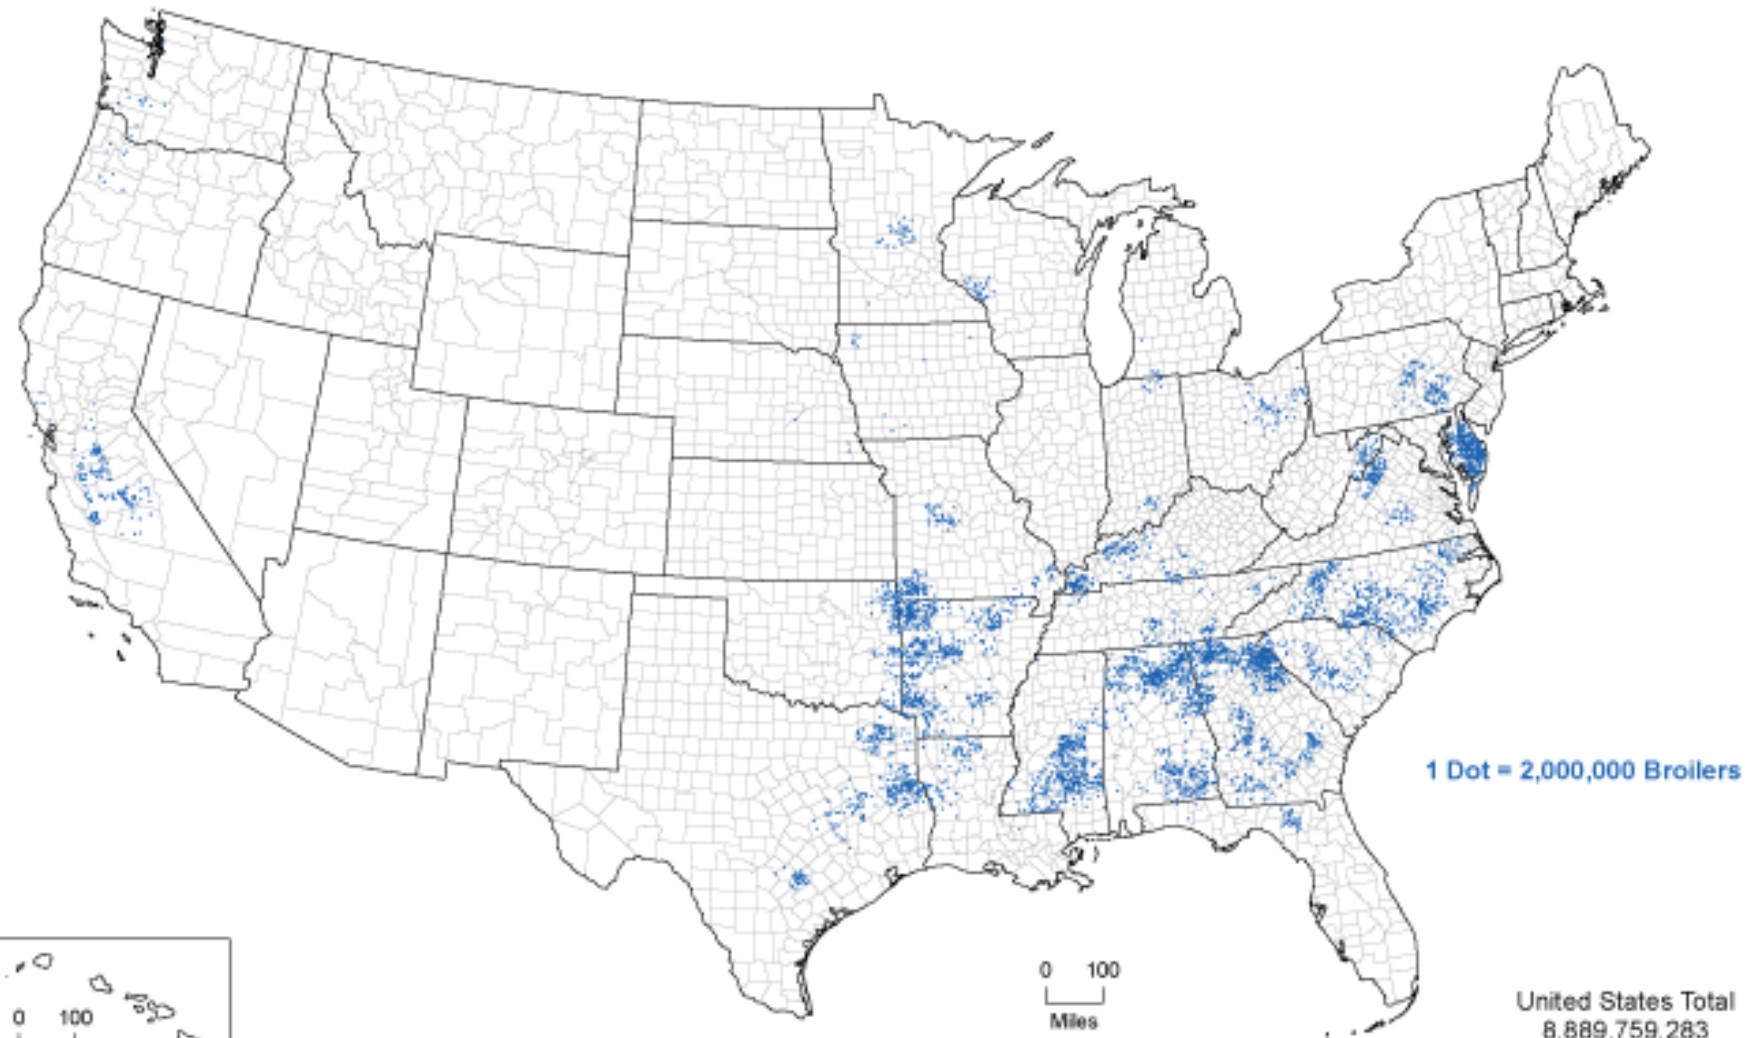 1 Dot = 2,000,000 Broilers
0 100
Miles
0 100
United States Total
8,889,759,283